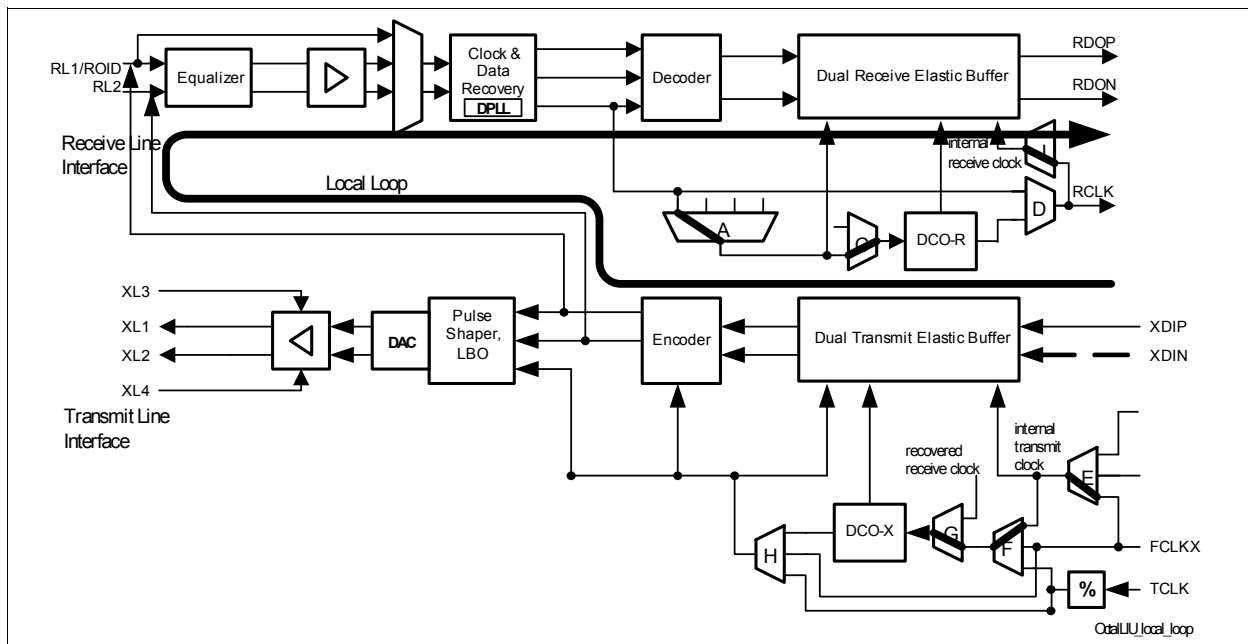 RL1/ROID
RL2
Equalizer
Clock &
Data
Recovery
DPLL
Decoder
Dual Receive Elastic Buffer
RDOP
RDON
Receive Line
Interface
Local Loop
internal
receive clock
I
RCLK
A
C
DCO-R
D
XL3
XL1
XL2
XL4
DAC
Pulse
Shaper,
LBO
Encoder
Dual Transmit Elastic Buffer
XDIP
XDIN
Transmit Line
Interface
recovered
receive clock
internal
transmit
clock
E
DCO-X
G
F
H
FCLKX
%
TCLK
OctalLIU_local_loop